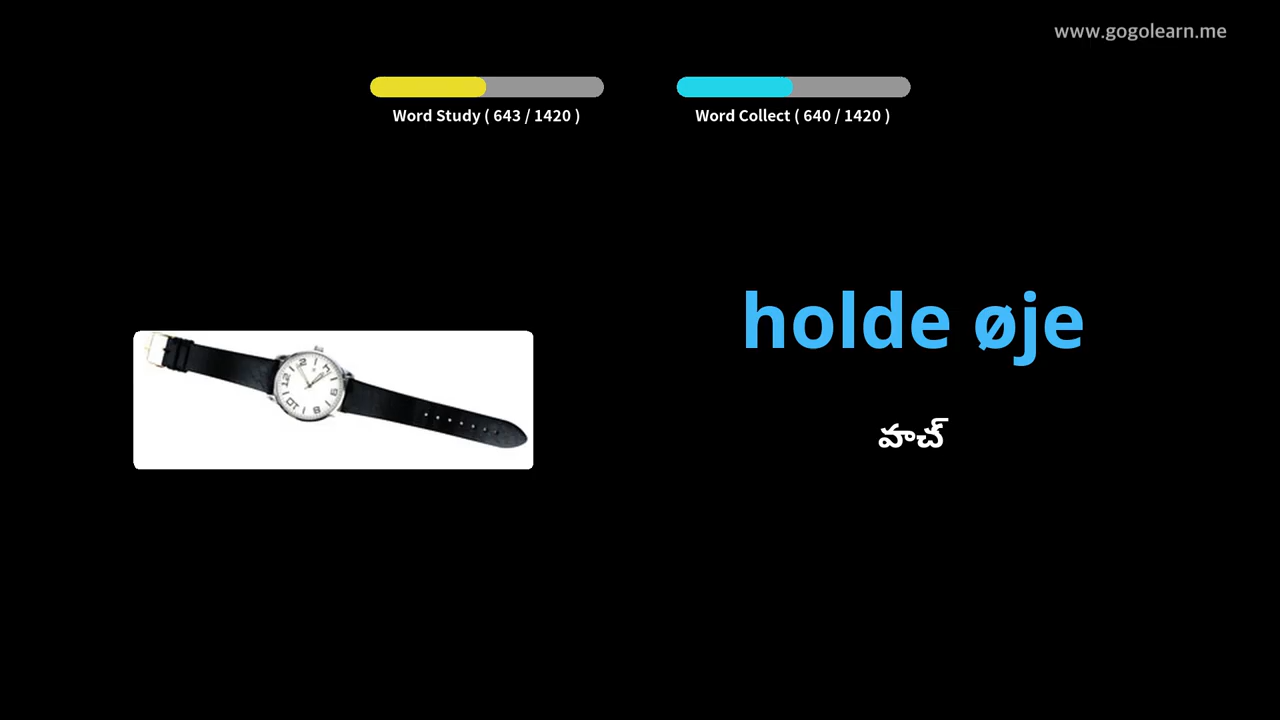 www.gogolearn.me
Word Study ( 643 / 1420 )
Word Collect ( 640 / 1420 )
holde øje
వాచ్